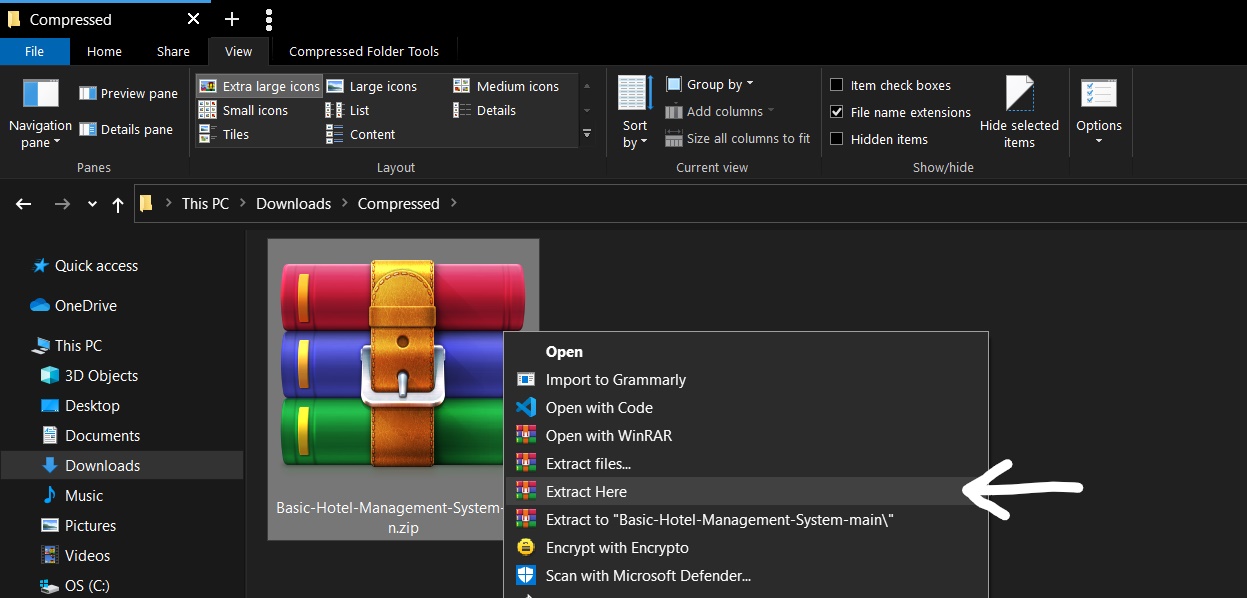 Compressed
File Home Share View Compressed Folder Tools
Navigation pane
Preview pane
Details pane
Panes
Extra large icons Large icons Medium icons
Small icons List Details
Tiles Content
Layout
Sort by
Group by
Add columns
Size all columns to fit
Current view
Item check boxes
File name extensions
Hidden items
Hide selected items
Show/hide
Options
This PC > Downloads > Compressed >
Quick access
OneDrive
This PC
3D Objects
Desktop
Documents
Downloads
Music
Pictures
Videos
OS (C:)
Basic-Hotel-Management-System-
n.zip
Open
Import to Grammarly
Open with Code
Open with WinRAR
Extract files...
Extract Here
Extract to "Basic-Hotel-Management-System-main\"
Encrypt with Encrypto
Scan with Microsoft Defender...